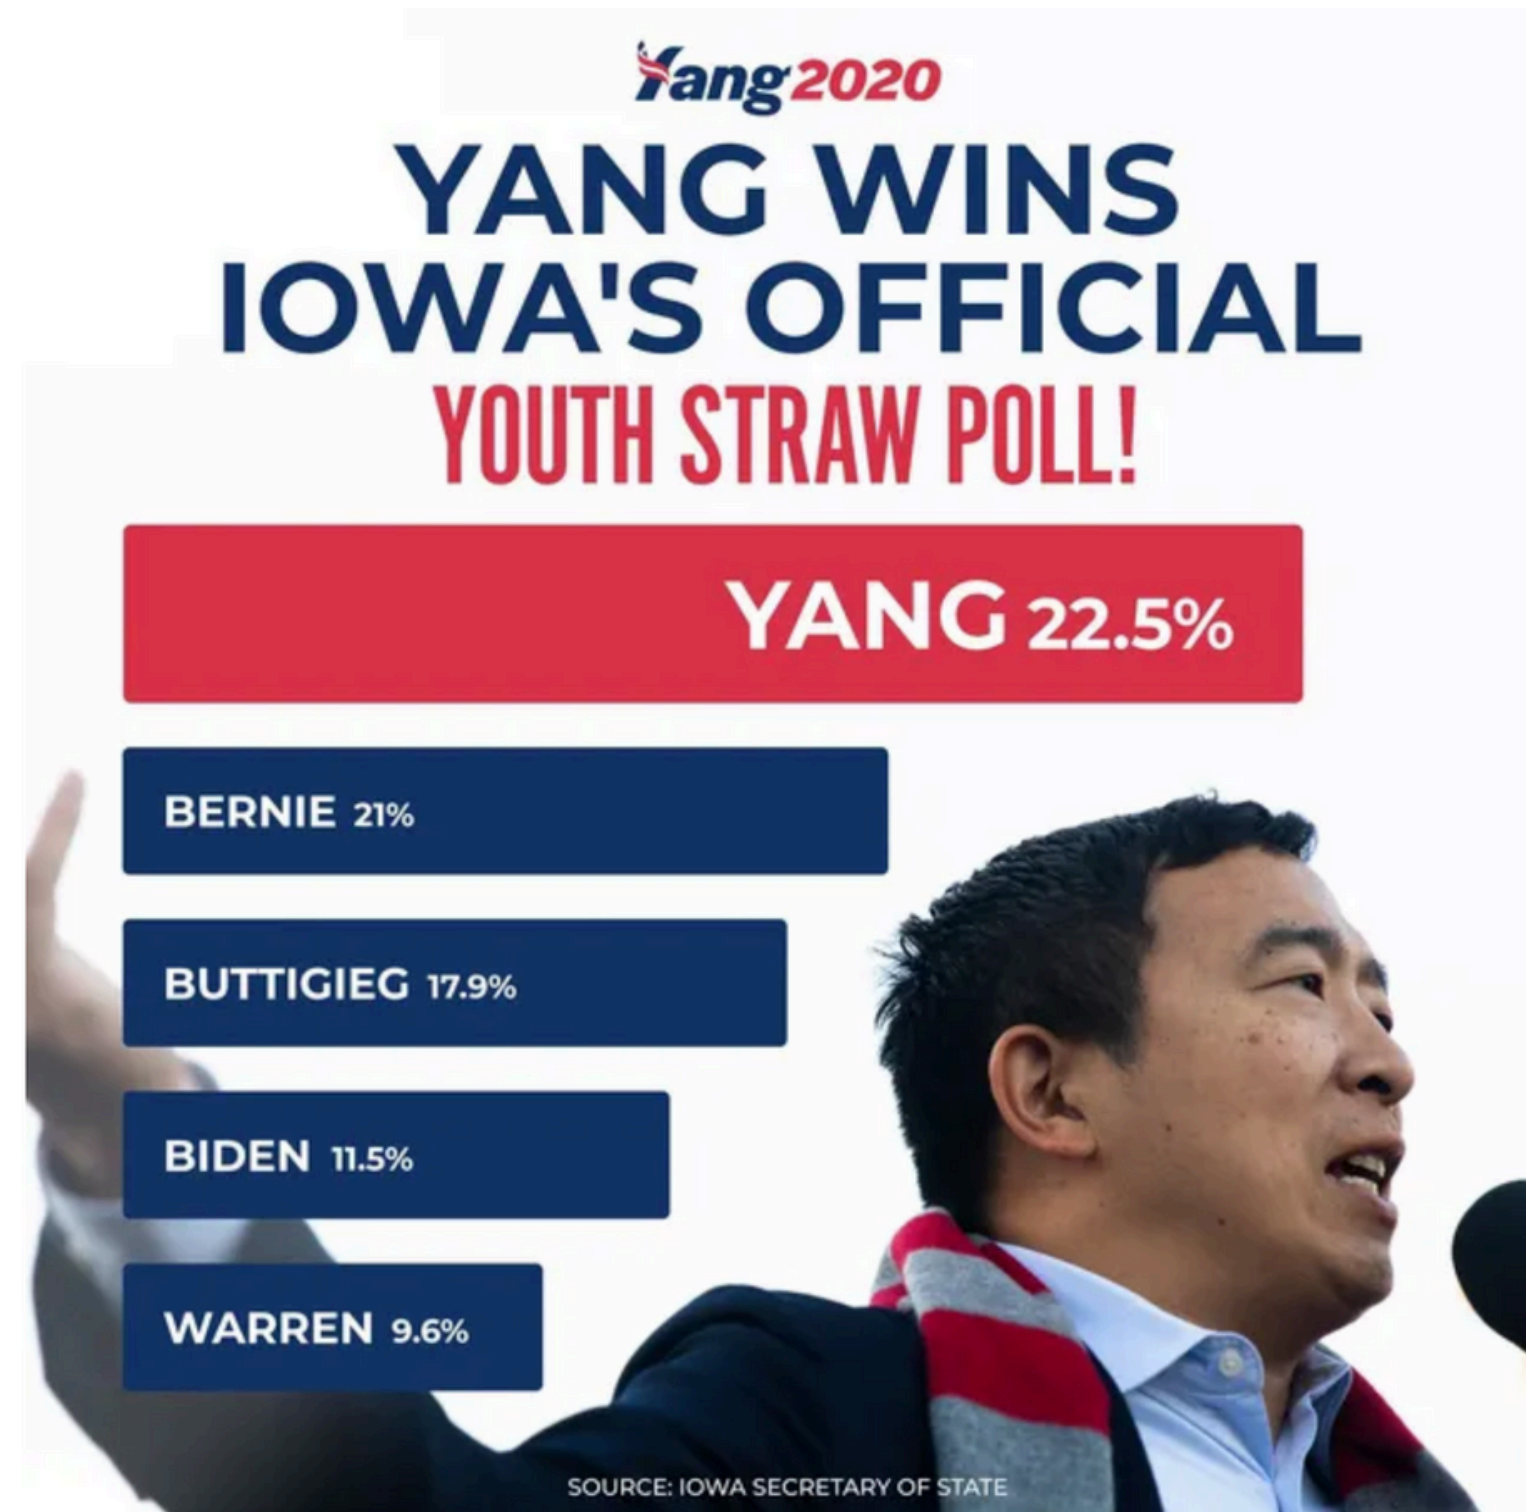 Yang2020
YANG WINS
IOWA'S OFFICIAL
YOUTH STRAW POLL!
YANG 22.5%
BERNIE 21%
BUTTIGIEG 17.9%
BIDEN 11.5%
WARREN 9.6%
SOURCE: IOWA SECRETARY OF STATE